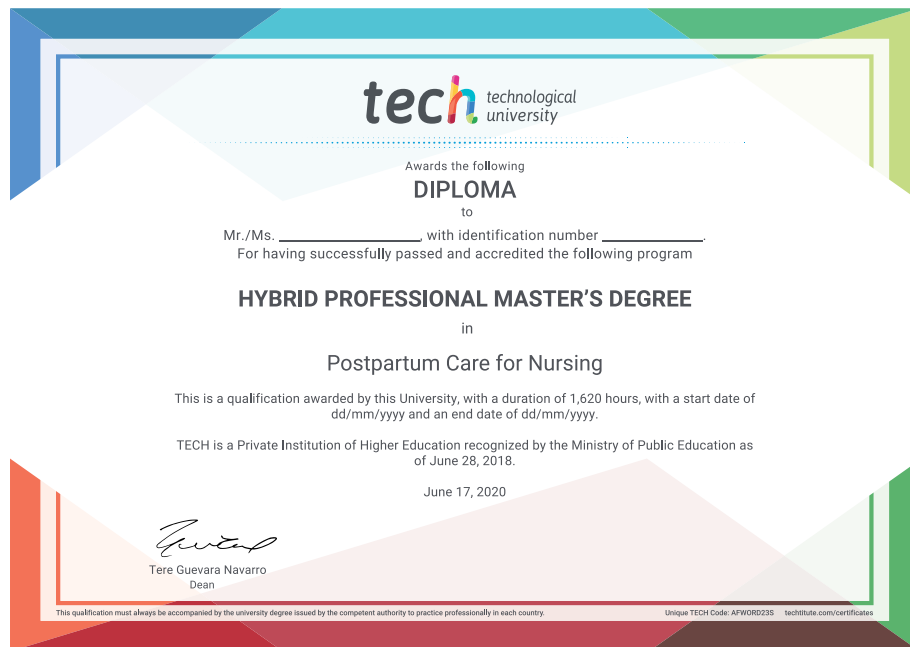 tech technological
university
Awards the following
DIPLOMA
to
Mr./Ms. ____________, with identification number ____________.
For having successfully passed and accredited the following program
HYBRID PROFESSIONAL MASTER'S DEGREE
in
Postpartum Care for Nursing
This is a qualification awarded by this University, with a duration of 1,620 hours, with a start date of
dd/mm/yyyy and an end date of dd/mm/yyyy.
TECH is a Private Institution of Higher Education recognized by the Ministry of Public Education as
of June 28, 2018.
June 17, 2020
Tere Guevara Navarro
Dean
This qualification must always be accompanied by the university degree issued by the competent authority to practice professionally in each country.
Unique TECH Code: AFWORD23S techtitute.com/certificates